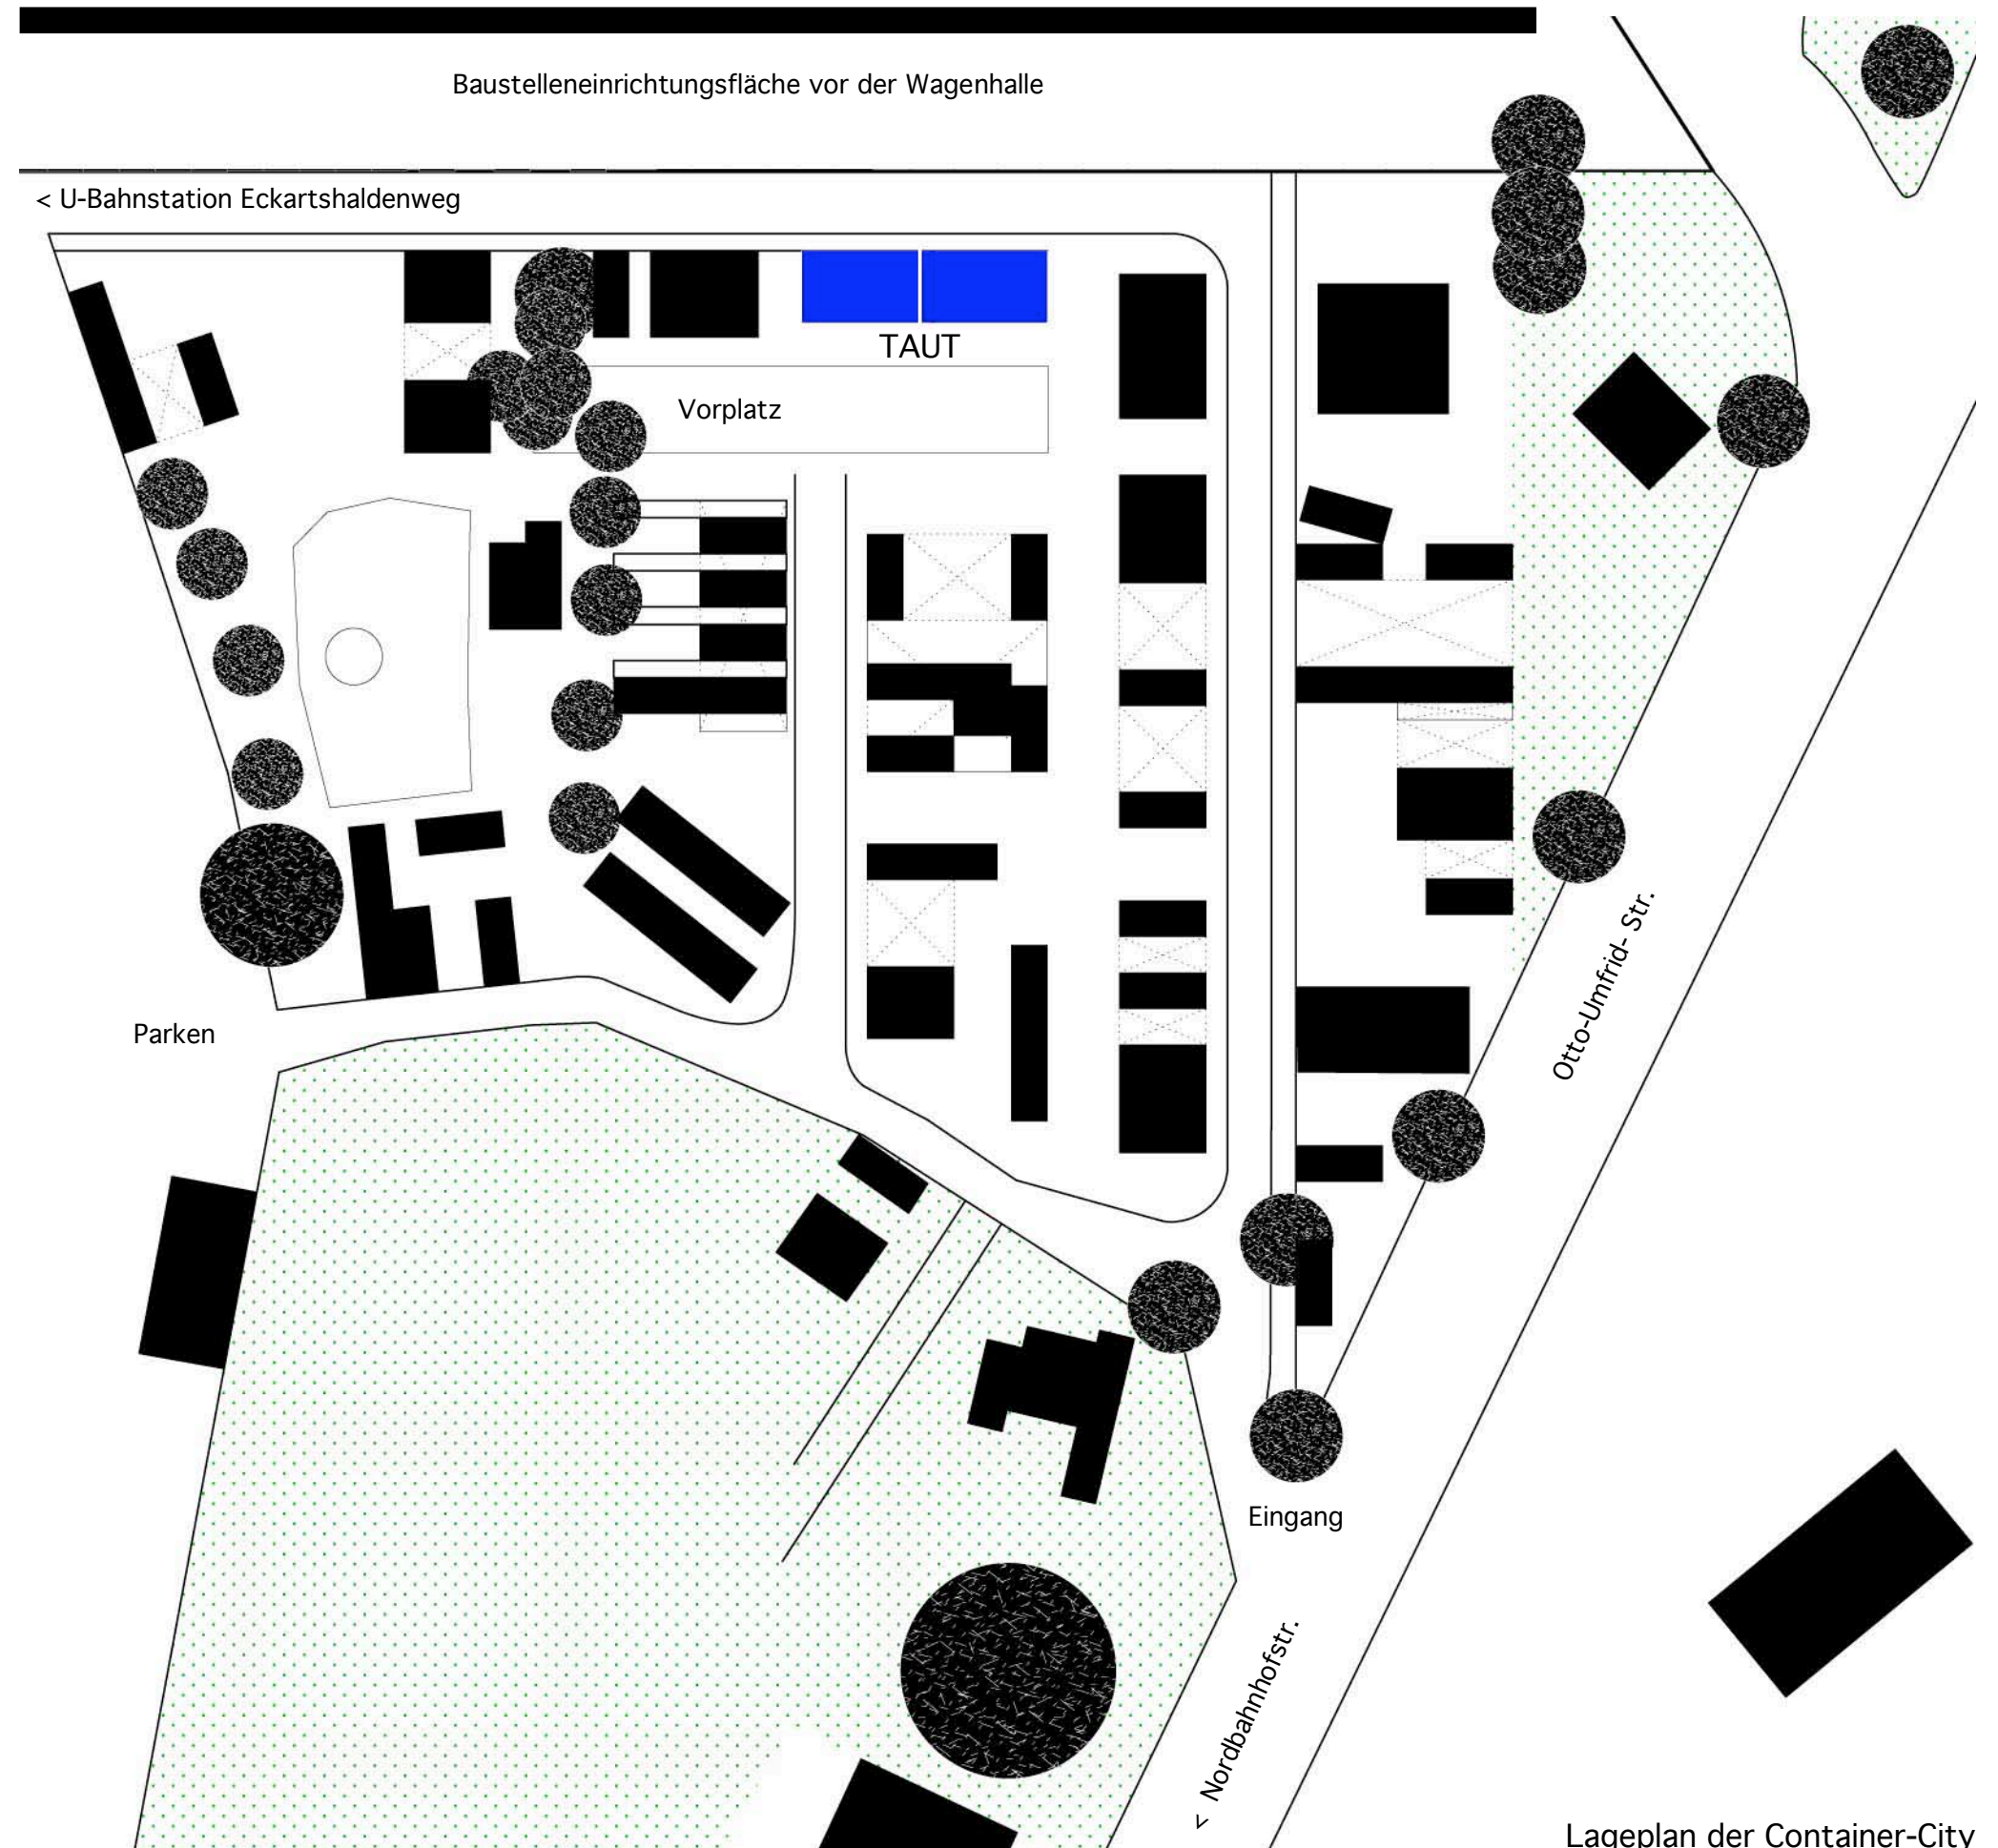 Baustelleneinrichtungsfläche vor der Wagenhalle
< U-Bahnstation Eckartshaldenweg
TAUT
Vorplatz
Otto-Umfrid- Str.
Parken
Eingang
< Nordbahnhofstr.
Lageplan der Container-City